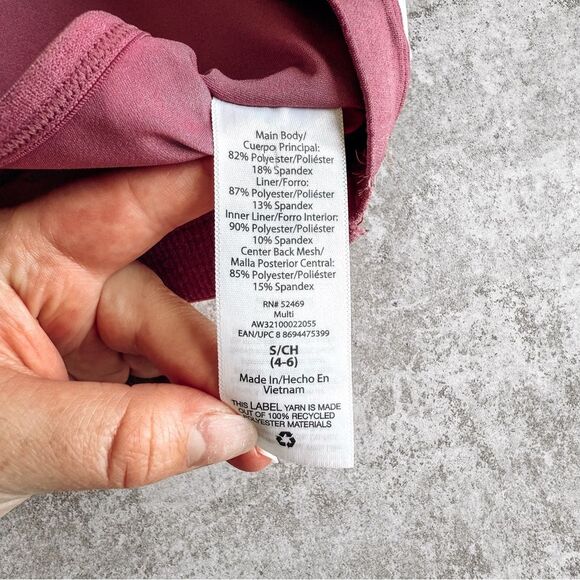 Main Body/
Cuerpo Principal:
82% Polyester/Poliéster
18% Spandex
Liner/Forro:
87% Polyester/Poliéster
13% Spandex
Inner Liner/Forro Interior:
90% Polyester/Poliéster
10% Spandex
Center Back Mesh/
Malla Posterior Central:
85% Polyester/Poliéster
15% Spandex
RN# 52469
Multi
AW32100022055
EAN/UPC 8 8694475399
S/CH
(4-6)
Made In/Hecho En
Vietnam
THIS LABEL YARN IS MADE
OUT OF 100% RECYCLED
POLYESTER MATERIALS